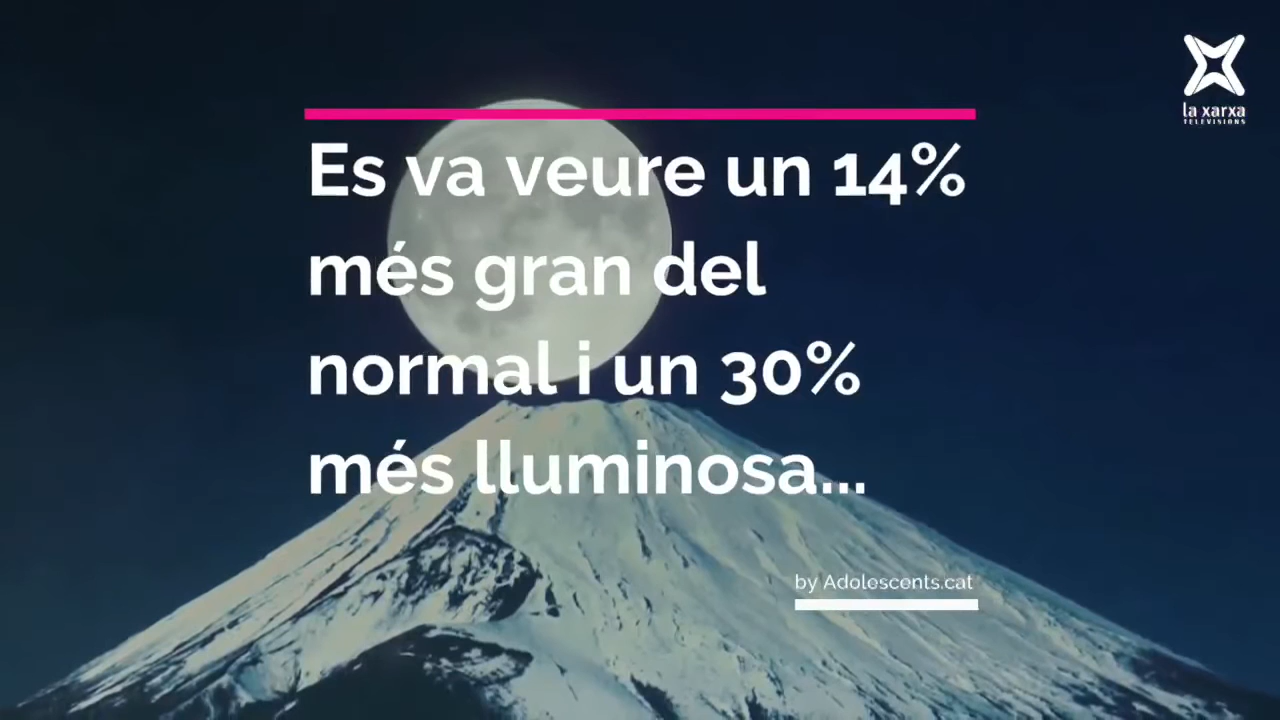 la xarxa
TELEVISIONS
Es va veure un 14%
més gran del
normal i un 30%
més lluminosa...
by Adolescents.cat